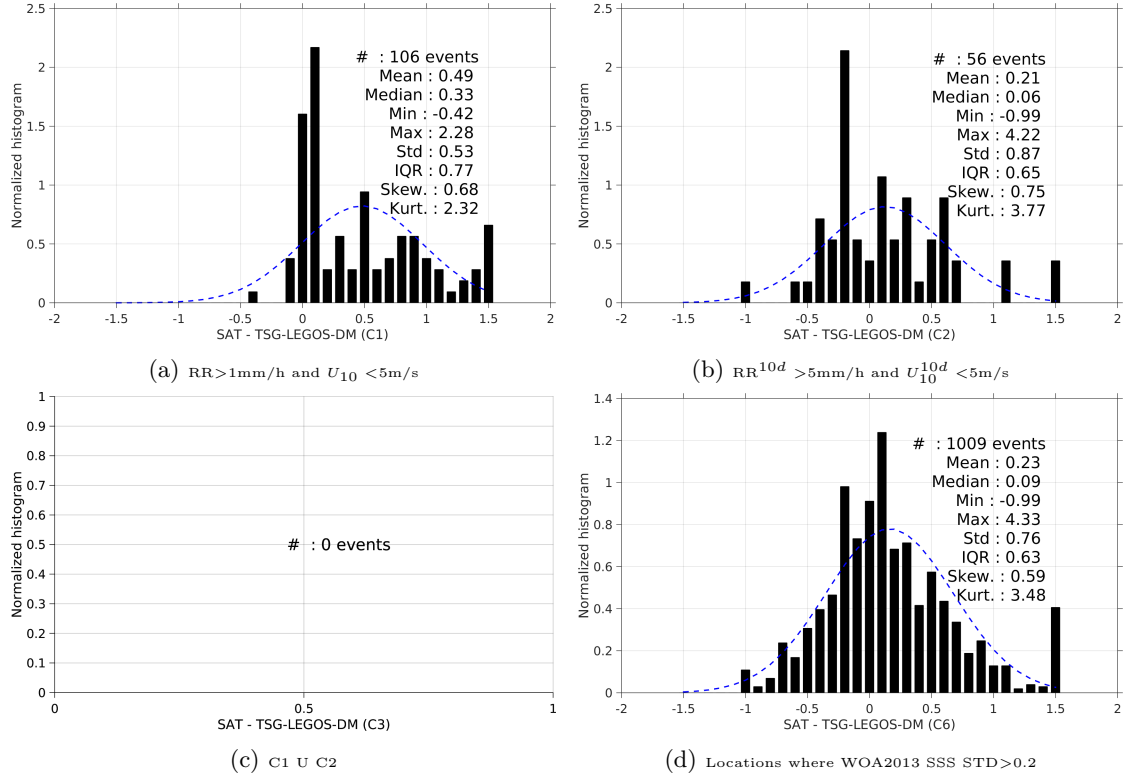 2.5
2
1.5
1
0.5
0
-2 -1.5 -1 -0.5 0 0.5 1 1.5 2
Normalized histogram
# : 106 events
Mean : 0.49
Median : 0.33
Min : -0.42
Max : 2.28
Std : 0.53
IQR : 0.77
Skew. : 0.68
Kurt. : 2.32
SAT - TSG-LEGOS-DM (C1)
(a) RR>1mm/h and U10 <5m/s
2.5
2
1.5
1
0.5
0
-2 -1.5 -1 -0.5 0 0.5 1 1.5 2
Normalized histogram
# : 56 events
Mean : 0.21
Median : 0.06
Min : -0.99
Max : 4.22
Std : 0.87
IQR : 0.65
Skew. : 0.75
Kurt. : 3.77
SAT - TSG-LEGOS-DM (C2)
(b) RR10d >5mm/h and U10 10d <5m/s
1
0.9
0.8
0.7
0.6
0.5
0.4
0.3
0.2
0.1
0
0 0.5 1
Normalized histogram
# : 0 events
SAT - TSG-LEGOS-DM (C3)
(c) C1 U C2
1.4
1.2
1
0.8
0.6
0.4
0.2
0
-2 -1.5 -1 -0.5 0 0.5 1 1.5 2
Normalized histogram
# : 1009 events
Mean : 0.23
Median : 0.09
Min : -0.99
Max : 4.33
Std : 0.76
IQR : 0.63
Skew. : 0.59
Kurt. : 3.48
SAT - TSG-LEGOS-DM (C6)
(d) Locations where WOA2013 SSS STD>0.2